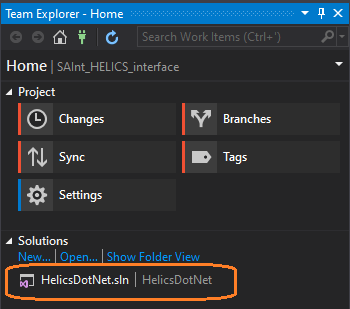 Team Explorer - Home
Search Work Items (Ctrl+')
Home | SAInt_HELICS_interface
Project
Changes
Branches
Sync
Tags
Settings
Solutions
New... | Open... | Show Folder View
HelicsDotNet.sln | HelicsDotNet